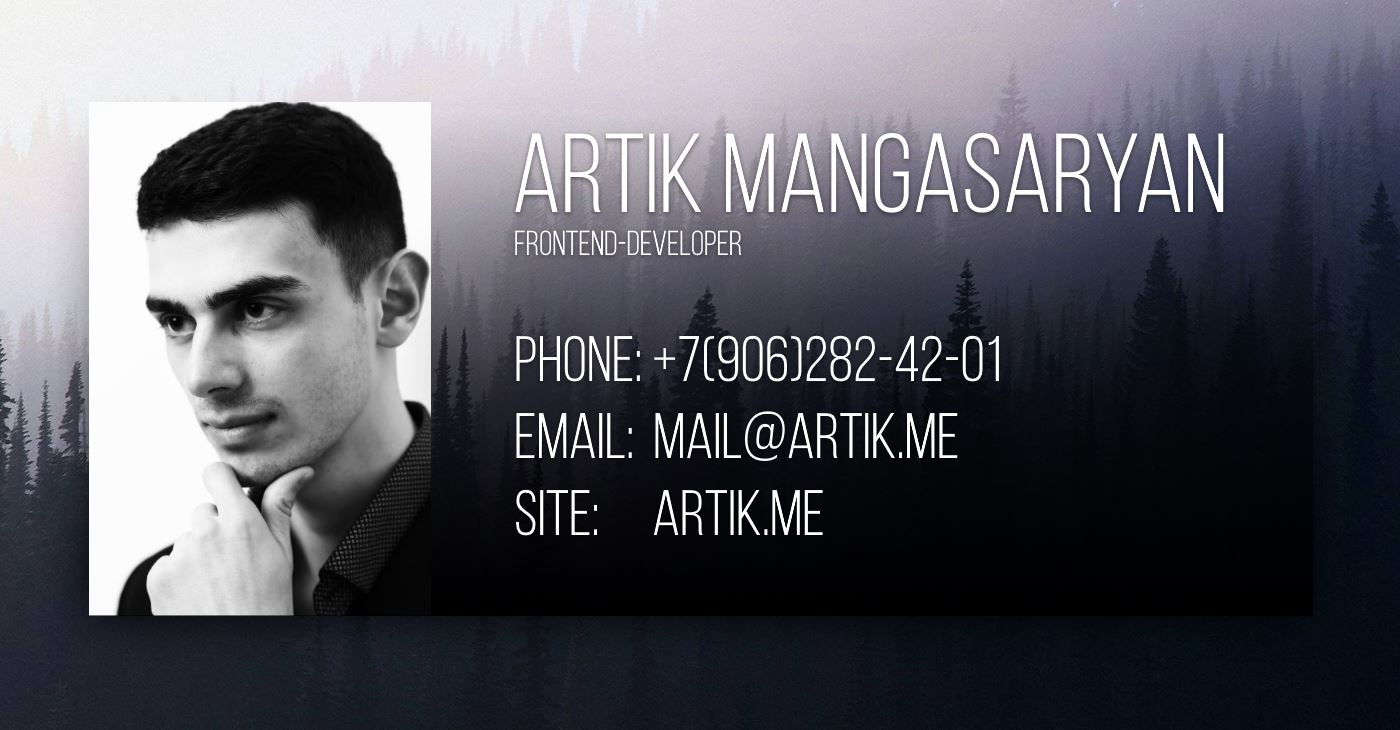 ARTIK MANGASARYAN
FRONTEND-DEVELOPER
PHONE: +7(906)282-42-01
EMAIL: MAIL@ARTIK.ME
SITE: ARTIK.ME